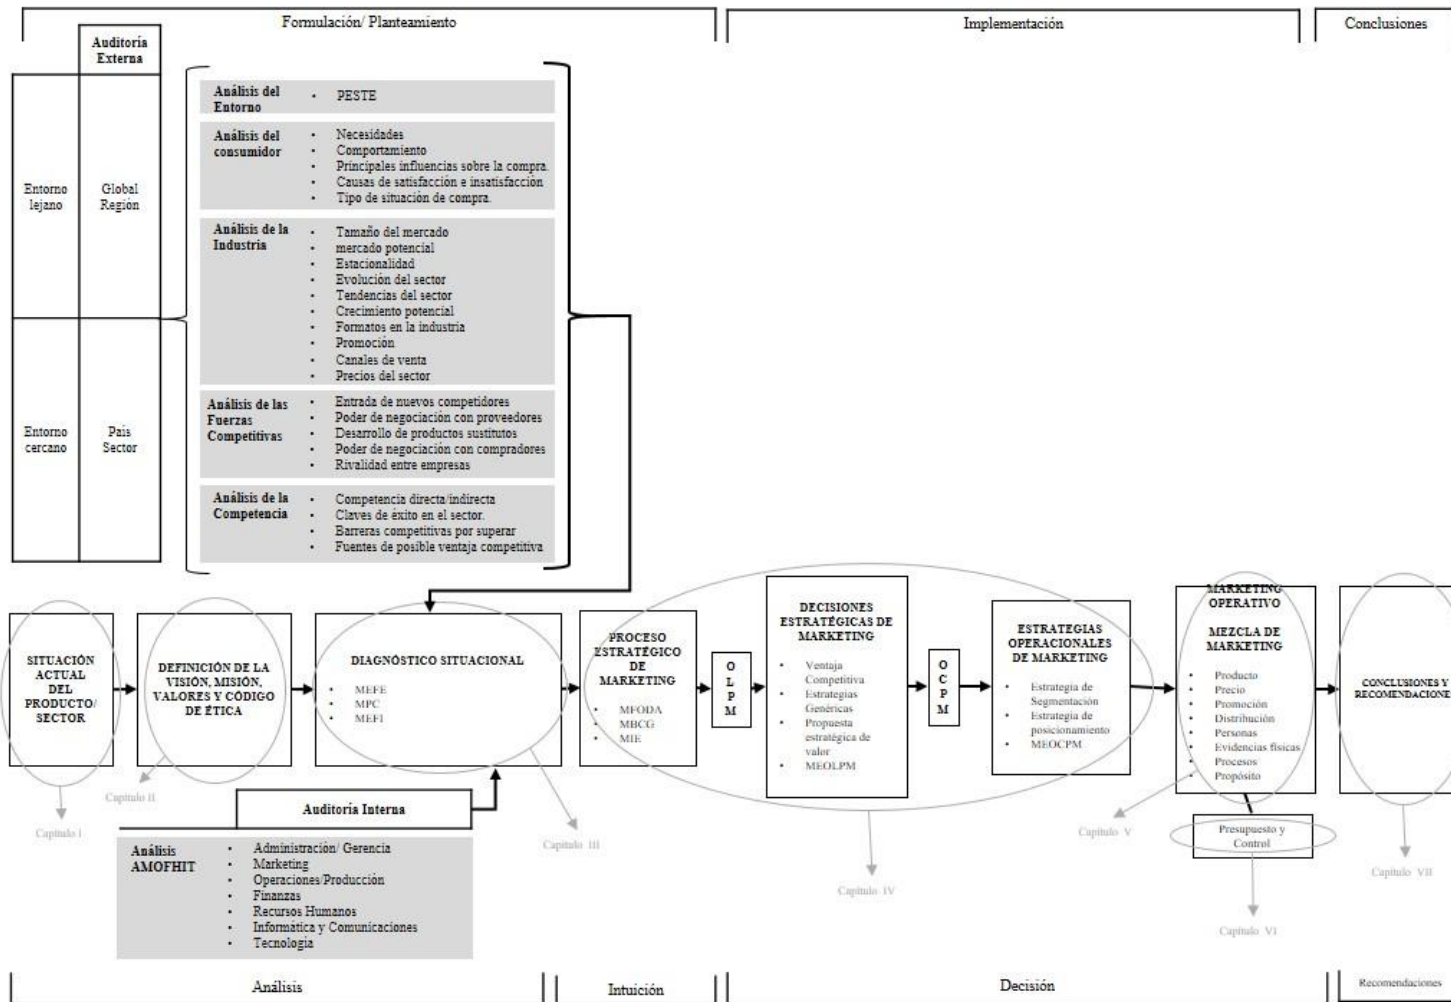 Formulación/ Planteamiento
Implementación
Conclusiones
Auditoría
Externa
Entorno
lejano
Global
Región
Entorno
cercano
País
Sector
Análisis del
Entorno
• PESTE
Análisis del
consumidor
• Necesidades
• Comportamiento
• Principales influencias sobre la compra.
• Causas de satisfacción e insatisfacción
• Tipo de situación de compra.
Análisis de la
Industria
• Tamaño del mercado
• mercado potencial
• Estacionalidad
• Evolución del sector
• Tendencias del sector
• Crecimiento potencial
• Formatos en la industria
• Promoción
• Canales de venta
• Precios del sector
Análisis de las
Fuerzas
Competitivas
• Entrada de nuevos competidores
• Poder de negociación con proveedores
• Desarrollo de productos sustitutos
• Poder de negociación con compradores
• Rivalidad entre empresas
Análisis de la
Competencia
• Competencia directa/indirecta
• Claves de éxito en el sector.
• Barreras competitivas por superar
• Fuentes de posible ventaja competitiva
SITUACIÓN
ACTUAL
DEL
PRODUCTO/
SECTOR
DEFINICIÓN DE LA
VISIÓN, MISIÓN,
VALORES Y CÓDIGO
DE ÉTICA
DIAGNÓSTICO SITUACIONAL
• MEFE
• MPC
• MEFI
PROCESO
ESTRATÉGICO
DE
MARKETING
• MFODA
• MBCG
• MIE
O
L
P
M
DECISIONES
ESTRATÉGICAS DE
MARKETING
• Ventaja
Competitiva
• Estrategias
Genéricas
• Propuesta
estratégica de
valor
• MEOLPM
O
C
P
M
ESTRATEGIAS
OPERACIONALES
DE MARKETING
• Estrategia de
Segmentación
• Estrategia de
posicionamiento
• MEOCPM
MARKETING
OPERATIVO
MEZCLA DE
MARKETING
• Producto
• Precio
• Promoción
• Distribución
• Personas
• Evidencias físicas
• Procesos
• Propósito
CONCLUSIONES Y
RECOMENDACIONES
Presupuesto y
Control
Capítulo I
Capítulo II
Capítulo III
Capítulo IV
Capítulo V
Capítulo VI
Capítulo VII
Auditoría Interna
Análisis
AMOFHIT
• Administración/ Gerencia
• Marketing
• Operaciones/Producción
• Finanzas
• Recursos Humanos
• Informática y Comunicaciones
• Tecnología
Análisis
Intuición
Decisión
Recomendaciones